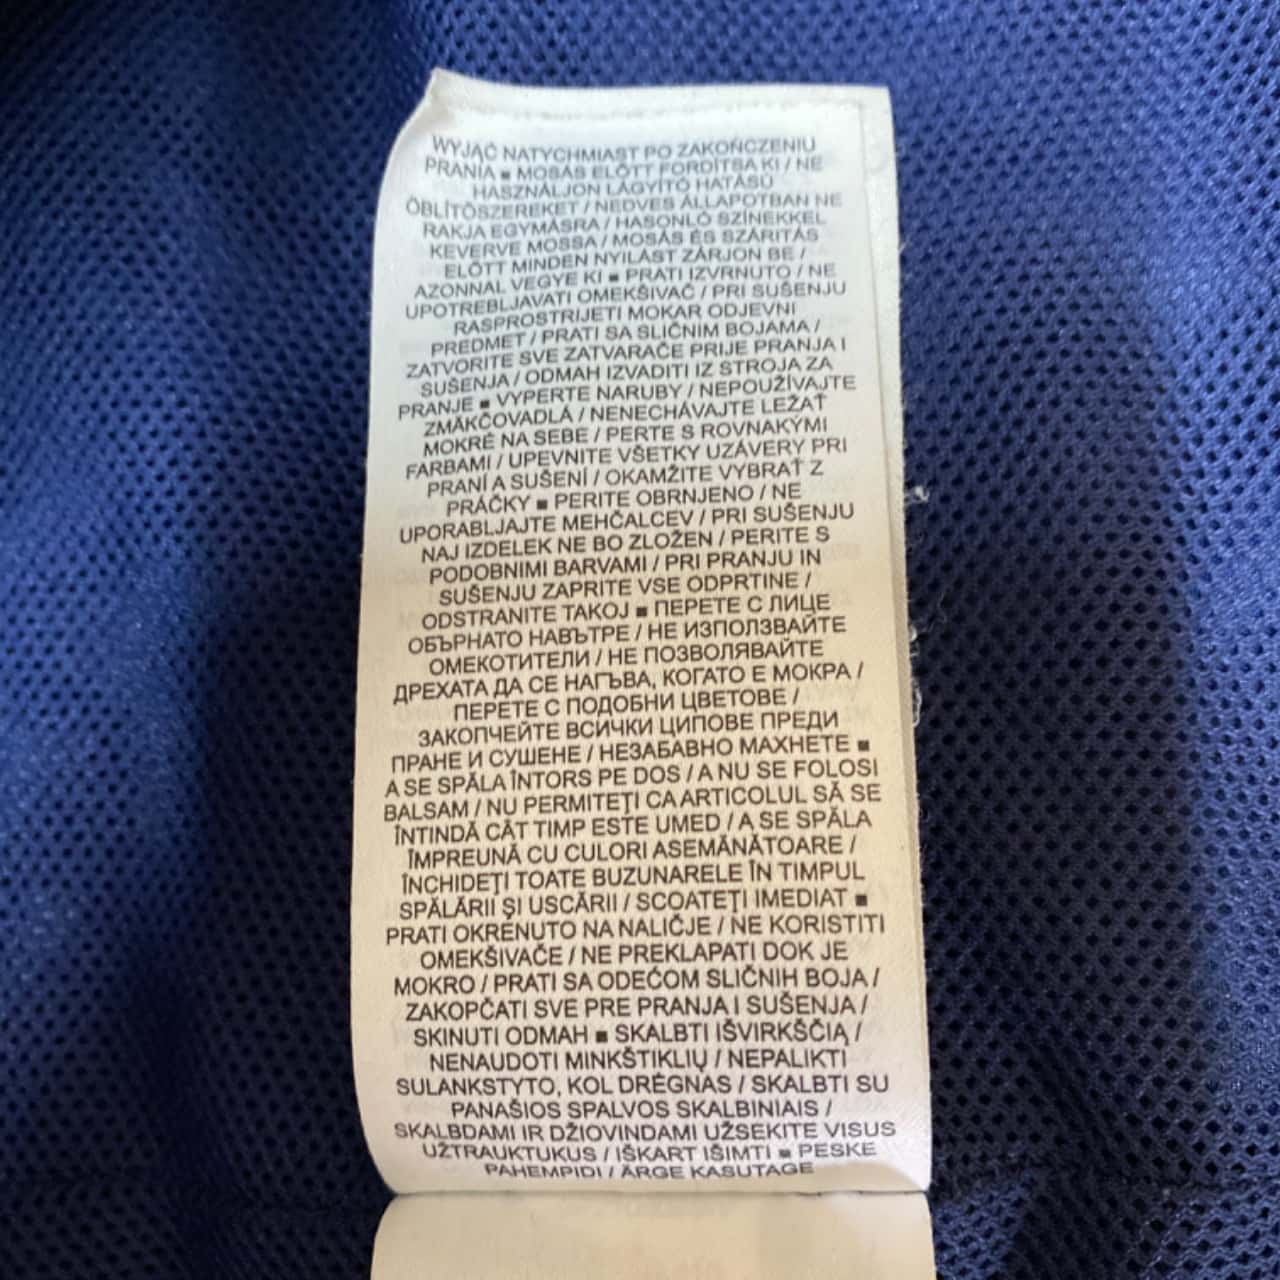 WYJĄĆ NATYCHMIAST PO ZAKOŃCZENIU
PRANIA ■ MOSÁS ELŐTT FORDÍTSA KI / NE
HASZNÁLJON LÁGYÍTÓ HATÁSÚ
ÖBLÍTŐSZEREKET / NEDVES ÁLLAPOTBAN NE
RAKJA EGYMÁSRA / HASONLÓ SZÍNEKKEL
KEVERVE MOSSA / MOSÁS ÉS SZÁRÍTÁS
ELŐTT MINDEN NYÍLÁST ZÁRJON BE /
AZONNAL VEGYE KI ■ PRATI IZVRNUTO / NE
UPOTREBLJAVATI OMEKŠIVAČ / PRI SUŠENJU
RASPROSTRIJETI MOKAR ODJEVNI
PREDMET / PRATI SA SLIČNIM BOJAMA /
ZATVORITE SVE ZATVARAČE PRIJE PRANJA I
SUŠENJA / ODMAH IZVADITI IZ STROJA ZA
PRANJE ■ VYPERTE NARUBY / NEPOUŽÍVAJTE
ZMÄKČOVADLÁ / NENECHÁVAJTE LEŽAŤ
MOKRÉ NA SEBE / PERTE S ROVNAKÝMI
FARBAMI / UPEVNITE VŠETKY UZÁVERY PRI
PRANÍ A SUŠENÍ / OKAMŽITE VYBRAŤ Z
PRÁČKY ■ PERITE OBRNJENO / NE
UPORABLJAJTE MEHČALCEV / PRI SUŠENJU
NAJ IZDELEK NE BO ZLOŽEN / PERITE S
PODOBNIMI BARVAMI / PRI PRANJU IN
SUŠENJU ZAPRITE VSE ODPRTINE /
ODSTRANITE TAKOJ ■ ПЕРЕТЕ С ЛИЦЕ
ОБЪРНАТО НАВЪТРЕ / НЕ ИЗПОЛЗВАЙТЕ
ОМЕКОТИТЕЛИ / НЕ ПОЗВОЛЯВАЙТЕ
ДРЕХАТА ДА СЕ НАГЪВА, КОГАТО Е МОКРА /
ПЕРЕТЕ С ПОДОБНИ ЦВЕТОВЕ /
ЗАКОПЧЕЙТЕ ВСИЧКИ ЦИПОВЕ ПРЕДИ
ПРАНЕ И СУШЕНЕ / НЕЗАБАВНО МАХНЕТЕ ■
A SE SPĂLA ÎNTORS PE DOS / A NU SE FOLOSI
BALSAM / NU PERMITEȚI CA ARTICOLUL SĂ SE
ÎNTINDĂ CÂT TIMP ESTE UMED / A SE SPĂLA
ÎMPREUNĂ CU CULORI ASEMĂNĂTOARE /
ÎNCHIDEȚI TOATE BUZUNARELE ÎN TIMPUL
SPĂLĂRII ȘI USCĂRII / SCOATEȚI IMEDIAT ■
PRATI OKRENUTO NA NALIČJE / NE KORISTITI
OMEKŠIVAČE / NE PREKLAPATI DOK JE
MOKRO / PRATI SA ODEĆOM SLIČNIH BOJA /
ZAKOPČATI SVE PRE PRANJA I SUŠENJA /
SKINUTI ODMAH ■ SKALBTI IŠVIRKŠČIĄ /
NENAUDOTI MINKŠTIKLIŲ / NEPALIKTI
SULANKSTYTO, KOL DRĖGNAS / SKALBTI SU
PANAŠIOS SPALVOS SKALBINIAIS /
SKALBDAMI IR DŽIOVINDAMI UŽSEKITE VISUS
UŽTRAUKTUKUS / IŠKART IŠIMTI ■ PESKE
PAHEMPIDI / ÄRGE KASUTAGE